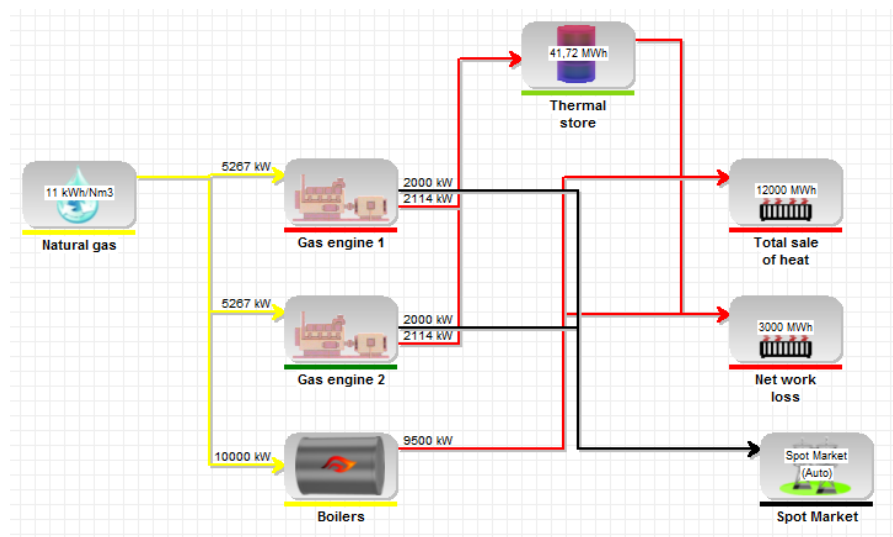 41,72 MWh
Thermal
store
11 kWh/Nm3
Natural gas
5267 kW
2000 kW
2114 kW
Gas engine 1
12000 MWh
Total sale
of heat
5267 kW
2000 kW
2114 kW
Gas engine 2
3000 MWh
Net work
loss
10000 kW
9500 kW
Boilers
Spot Market
(Auto)
Spot Market